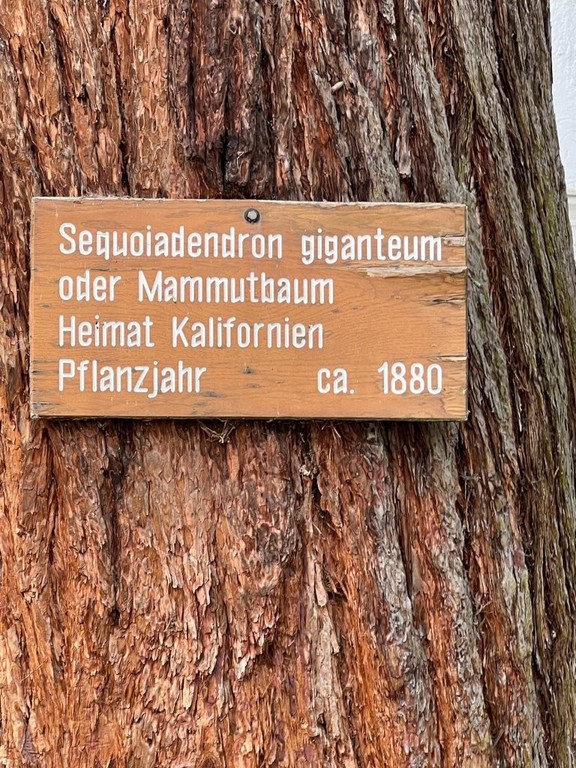 Sequoiadendron giganteum
oder Mammutbaum
Heimat Kalifornien
Pflanzjahr ca. 1880